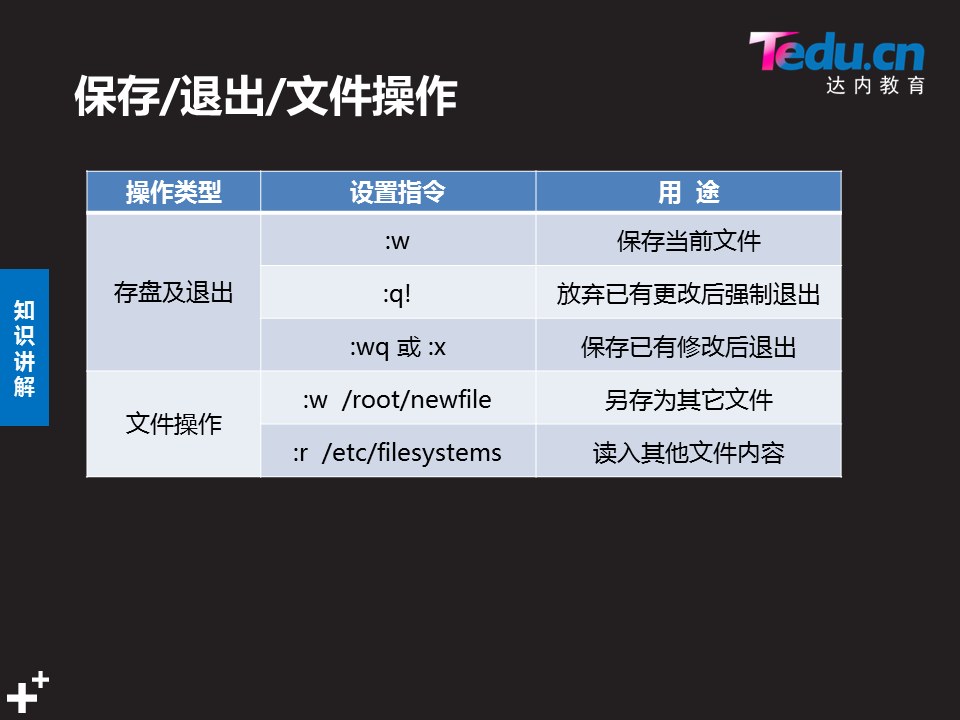 Tedu.cn
达内教育
保存/退出/文件操作
操作类型 设置指令 用 途
存盘及退出 :w 保存当前文件
:q! 放弃已有更改后强制退出
:wq 或 :x 保存已有修改后退出
文件操作 :w /root/newfile 另存为其它文件
:r /etc/filesystems 读入其他文件内容
知
识
讲
解